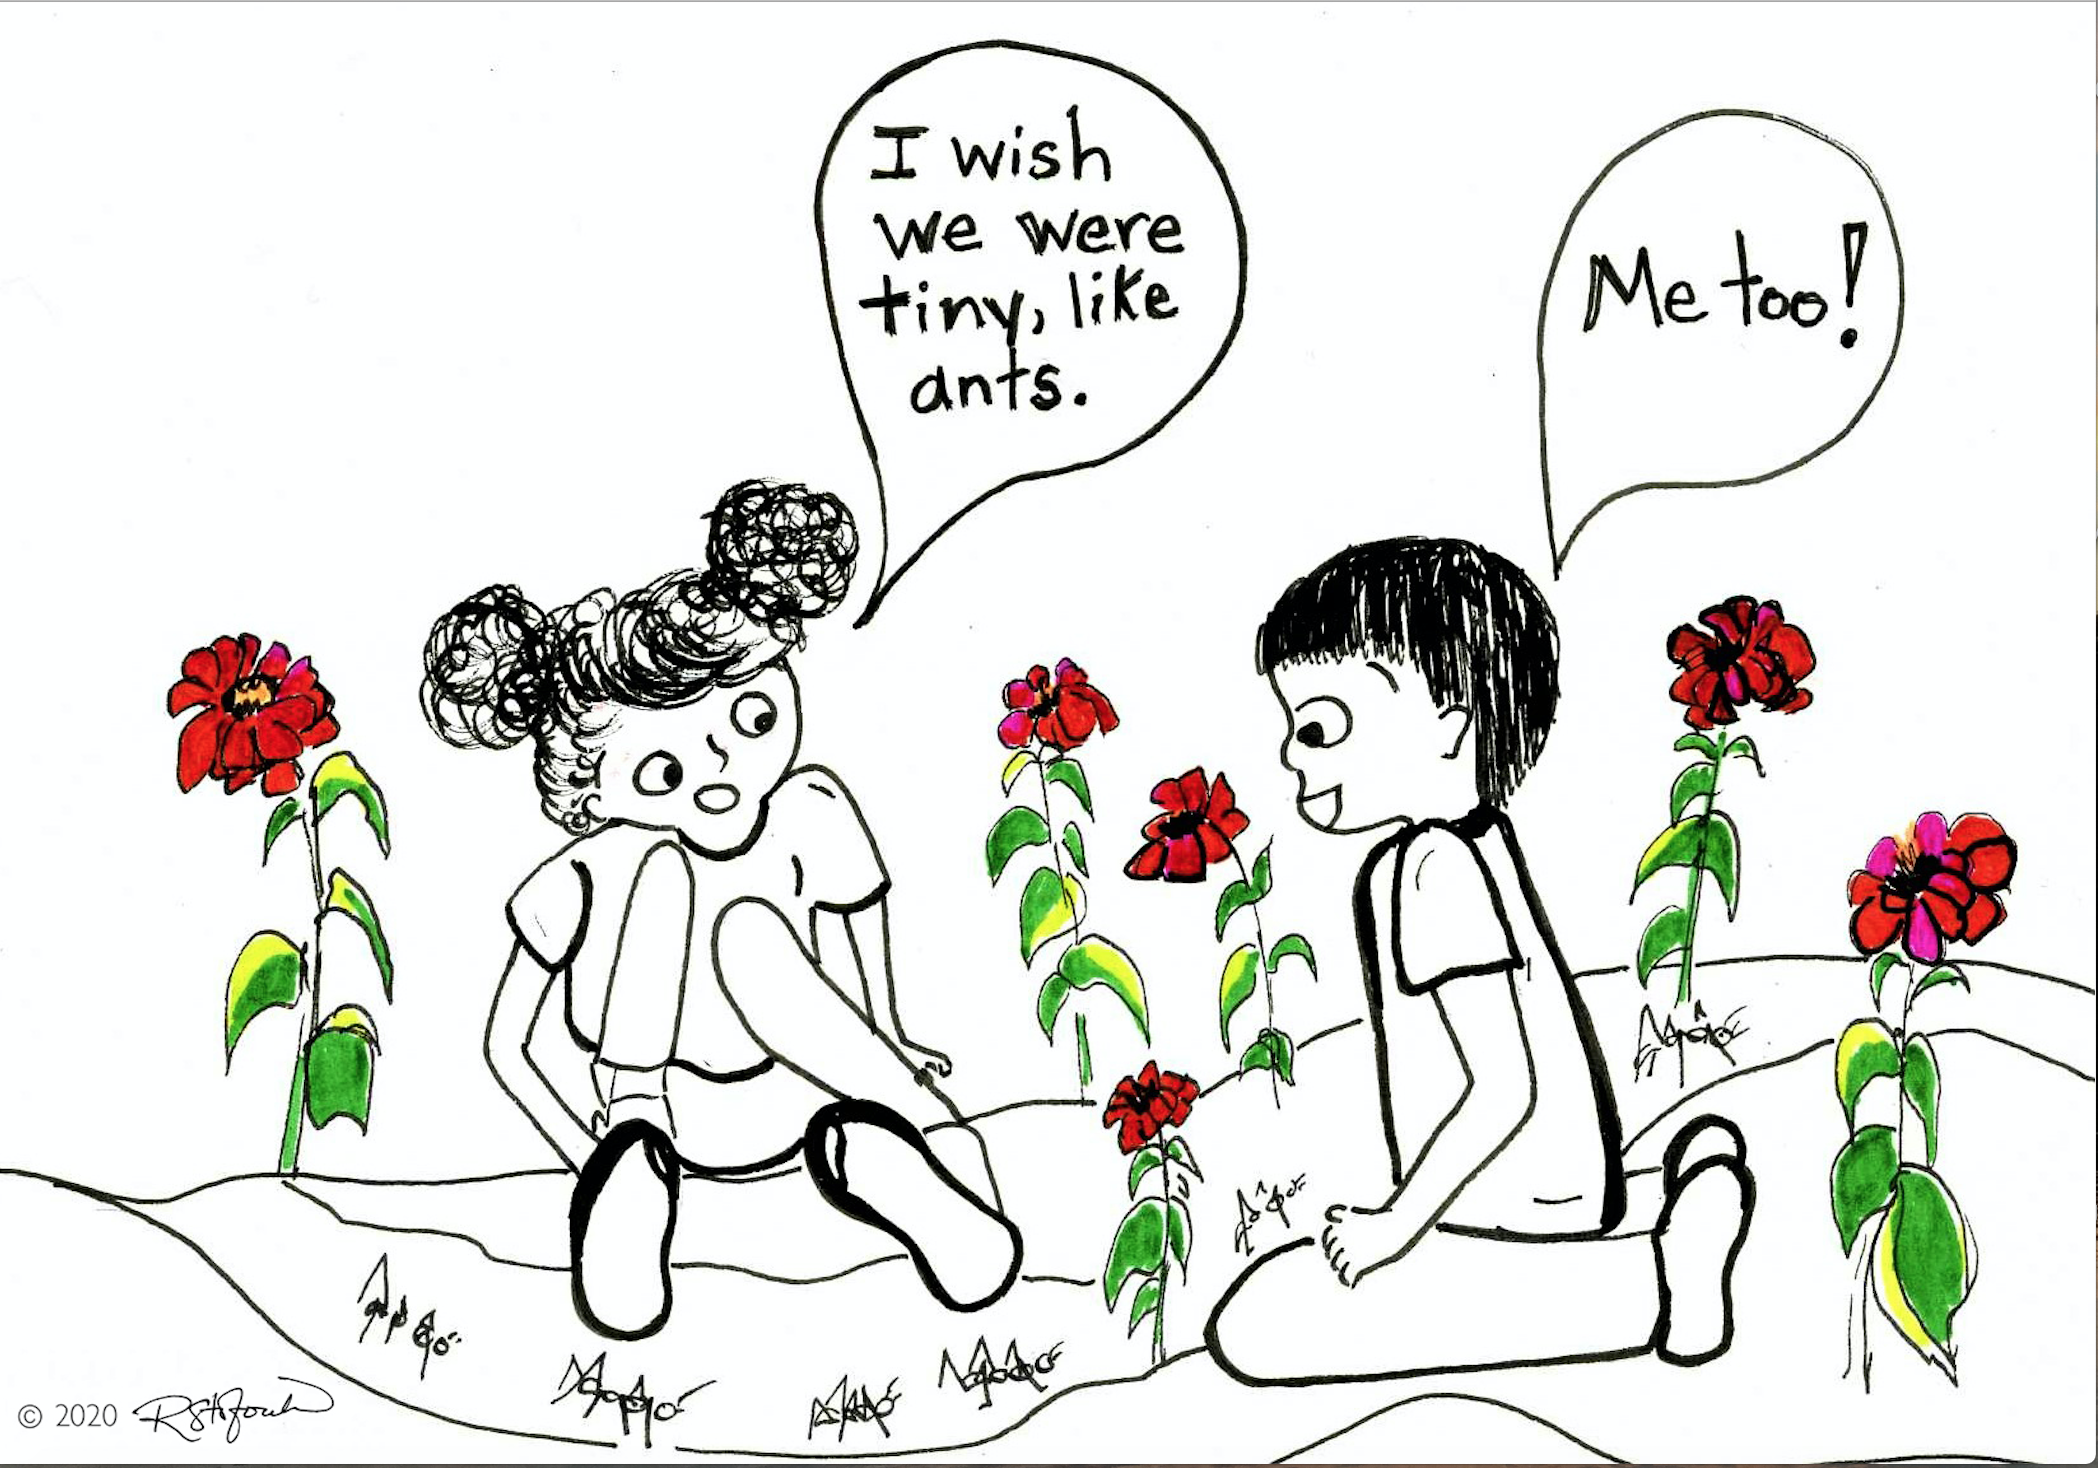 I wish
we were
tiny, like
ants.
Me too!
© 2020